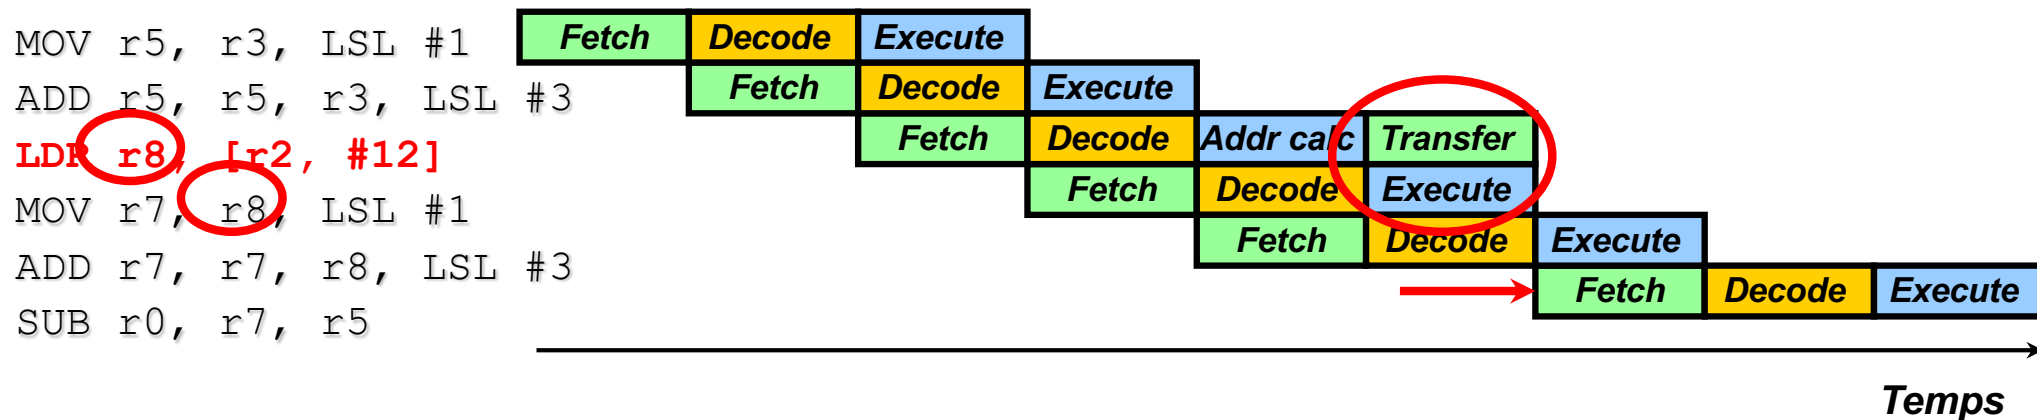 MOV r5, r3, LSL #1 Fetch Decode Execute
ADD r5, r5, r3, LSL #3 Fetch Decode Execute
LDR r8, [r2, #12] Fetch Decode Addr calc Transfer
MOV r7, r8, LSL #1 Fetch Decode Execute
ADD r7, r7, r8, LSL #3 Fetch Decode Execute
SUB r0, r7, r5 Fetch Decode Execute
Temps